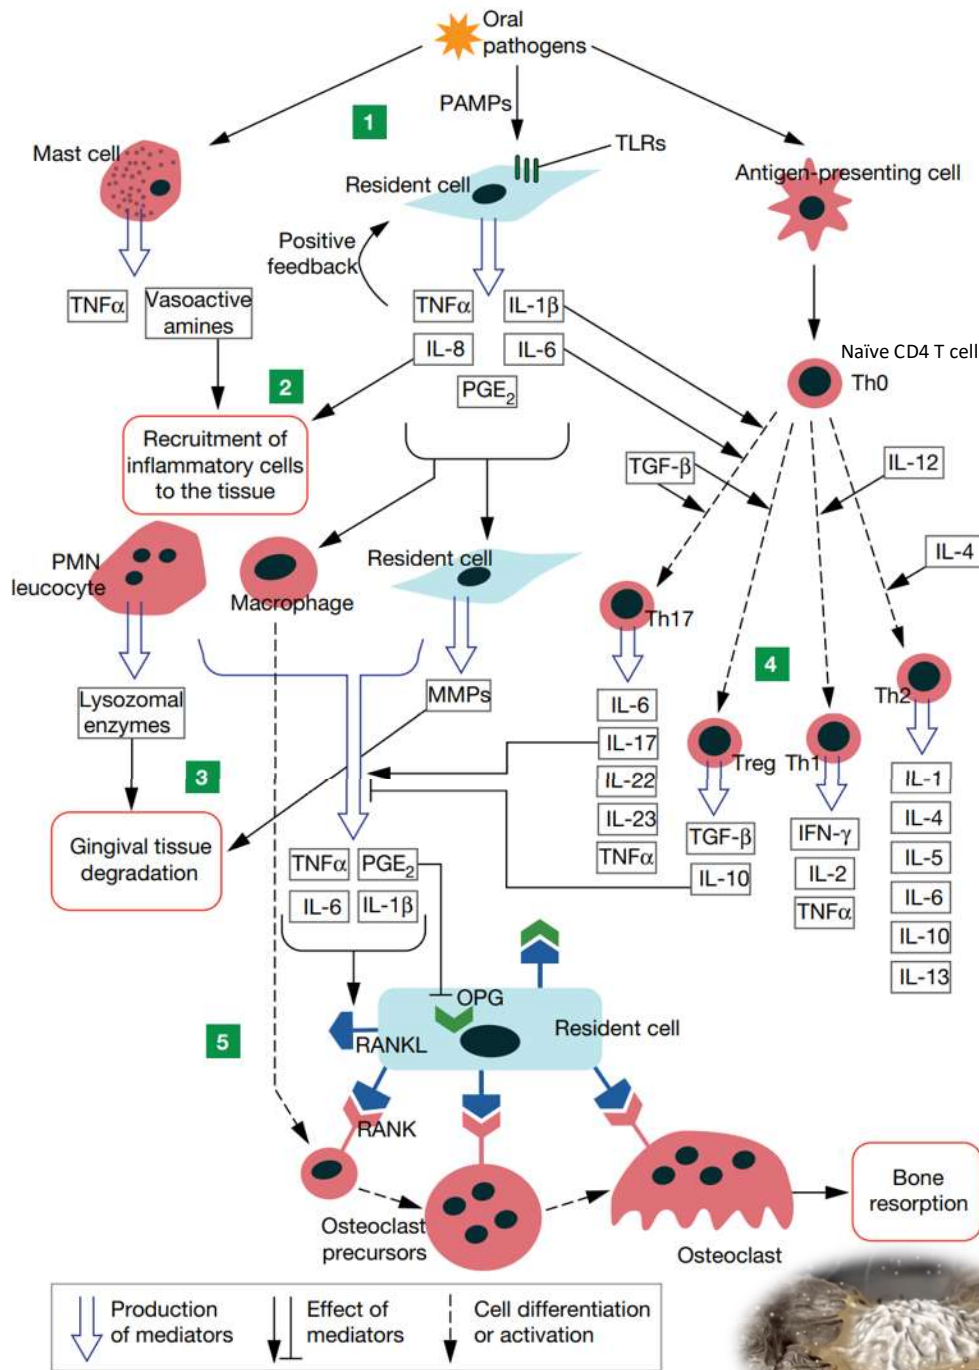 Oral
pathogens
PAMPs
1
Mast cell
TLRs
Resident cell
Antigen-presenting cell
Positive
feedback
TNFα
Vasoactive
amines
TNFα
IL-1β
IL-8
IL-6
PGE2
Naïve CD4 T cell
Th0
2
Recruitment of
inflammatory cells
to the tissue
TGF-β
IL-12
IL-4
PMN
leucocyte
Macrophage
Resident cell
Th17
4
Th2
Lysozomal
enzymes
MMPs
IL-6
IL-17
IL-22
IL-23
TNFα
Treg
Th1
TGF-β
IL-10
IFN-γ
IL-2
TNFα
IL-1
IL-4
IL-5
IL-6
IL-10
IL-13
3
Gingival tissue
degradation
TNFα
PGE2
IL-6
IL-1β
OPG
Resident cell
5
RANKL
RANK
Osteoclast
precursors
Osteoclast
Bone
resorption
Production
of mediators
Effect of
mediators
Cell differentiation
or activation